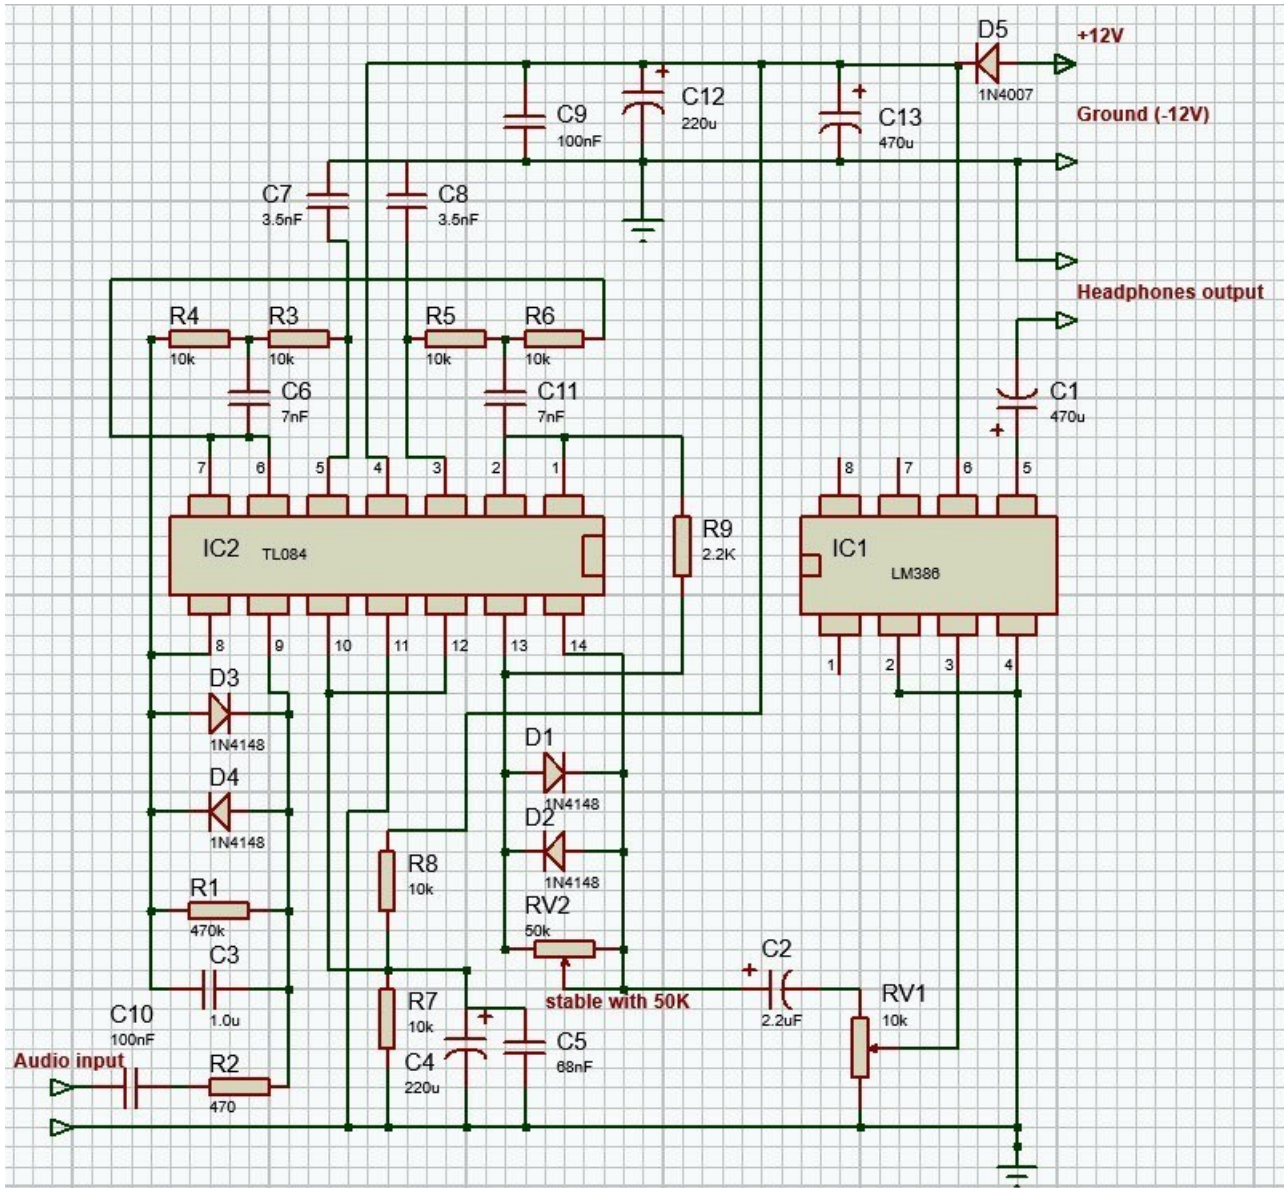 D5
+12V
1N4007
C9
100nF
C12
220u
C13
470u
Ground (-12V)
C7
3.5nF
C8
3.5nF
Headphones output
R4
10k
R3
10k
R5
10k
R6
10k
C6
7nF
C11
7nF
C1
470u
7
6
5
4
3
2
1
8
7
6
5
IC2
TL084
R9
2.2K
IC1
LM386
8
9
10
11
12
13
14
1
2
3
4
D3
1N4148
D4
1N4148
D1
1N4148
D2
1N4148
R8
10k
R1
470k
RV2
50k
stable with 50K
C3
1.0u
C2
2.2uF
RV1
10k
C10
100nF
R7
10k
C4
220u
C5
68nF
Audio input
R2
470